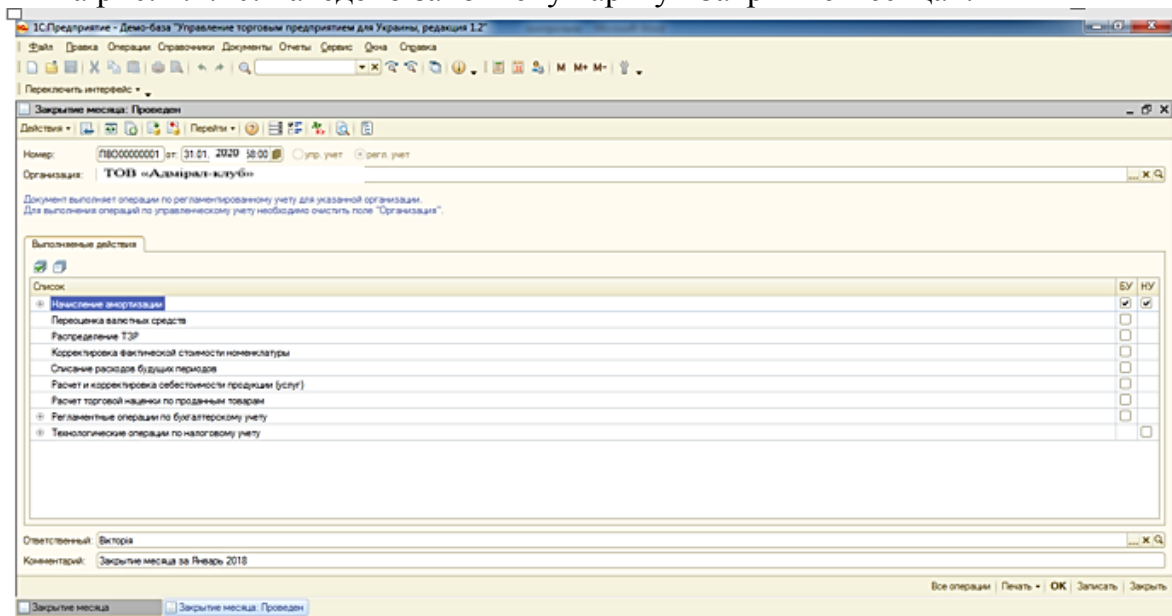 1С:Предприятие - Демо-база "Управление торговым предприятием для Украины, редакция 1.2"
Файл Правка Операции Справочники Документы Отчеты Сервис Окна Справка
M M+ M-
Переключить интерфейс
Закрытие месяца: Проведен
Действия Перейти
Номер: ПВО00000001 от: 31.01. 2020 58:00 упр. учет регл. учет
Организация: ТОВ «Адмірал-клуб»
Документ выполняет операции по регламентированному учету для указанной организации.
Для выполнения операций по управленческому учету необходимо очистить поле "Организация".
Выполняемые действия
Список БУ НУ
Начисление амортизации
Переоценка валютных средств
Распределение ТЗР
Корректировка фактической стоимости номенклатуры
Списание расходов будущих периодов
Расчет и корректировка себестоимости продукции (услуг)
Расчет торговой наценки по проданным товарам
Регламентные операции по бухгалтерскому учету
Технологические операции по налоговому учету
Ответственный: Вікторія
Комментарий: Закрытие месяца за Январь 2018
Все операции Печать OK Записать Закрыть
Закрытие месяца Закрытие месяца: Проведен